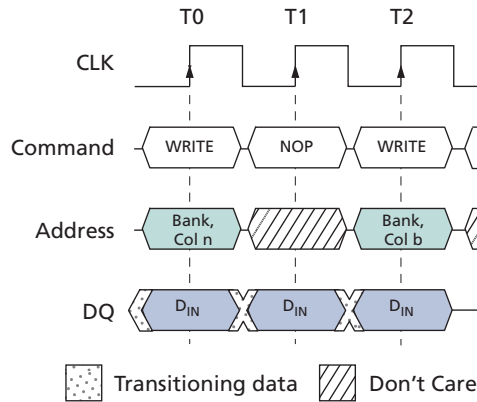 T0 T1 T2
CLK
Command WRITE NOP WRITE
Address Bank, Col n Bank, Col b
DQ DIN DIN DIN
Transitioning data Don't Care